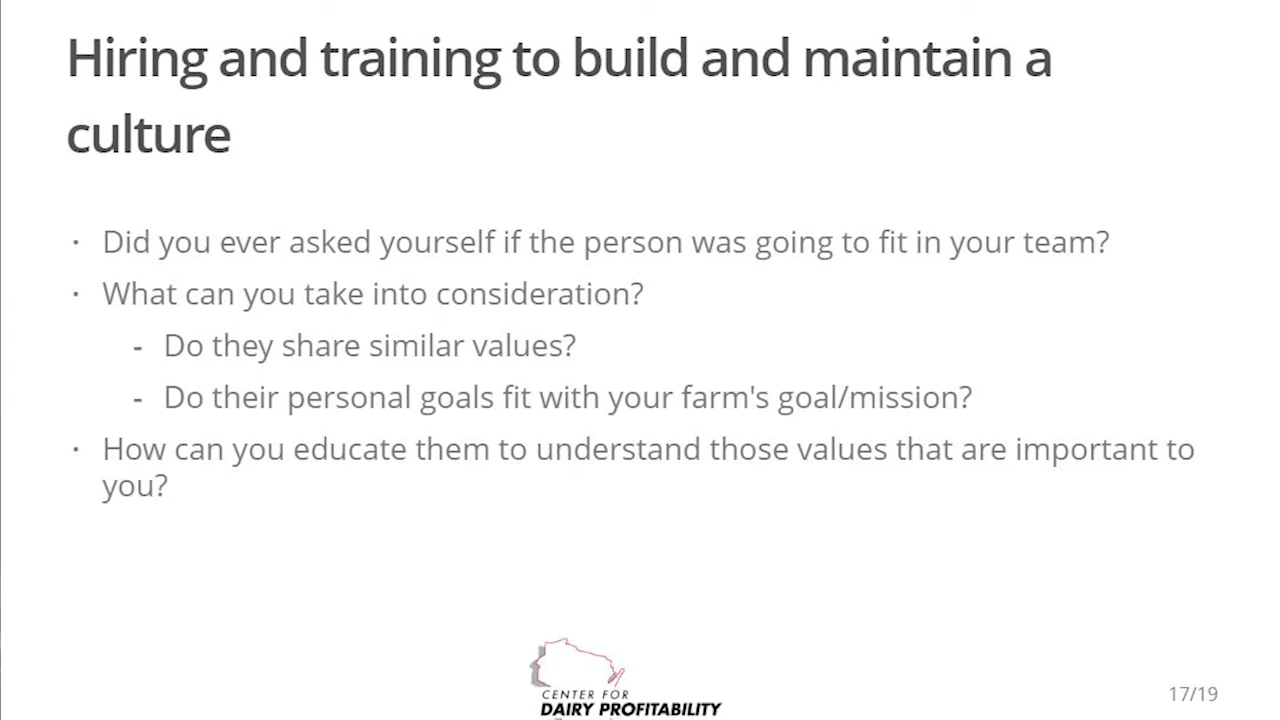 Hiring and training to build and maintain a
culture
· Did you ever asked yourself if the person was going to fit in your team?
· What can you take into consideration?
- Do they share similar values?
- Do their personal goals fit with your farm's goal/mission?
· How can you educate them to understand those values that are important to
you?
CENTER FOR
DAIRY PROFITABILITY
17/19